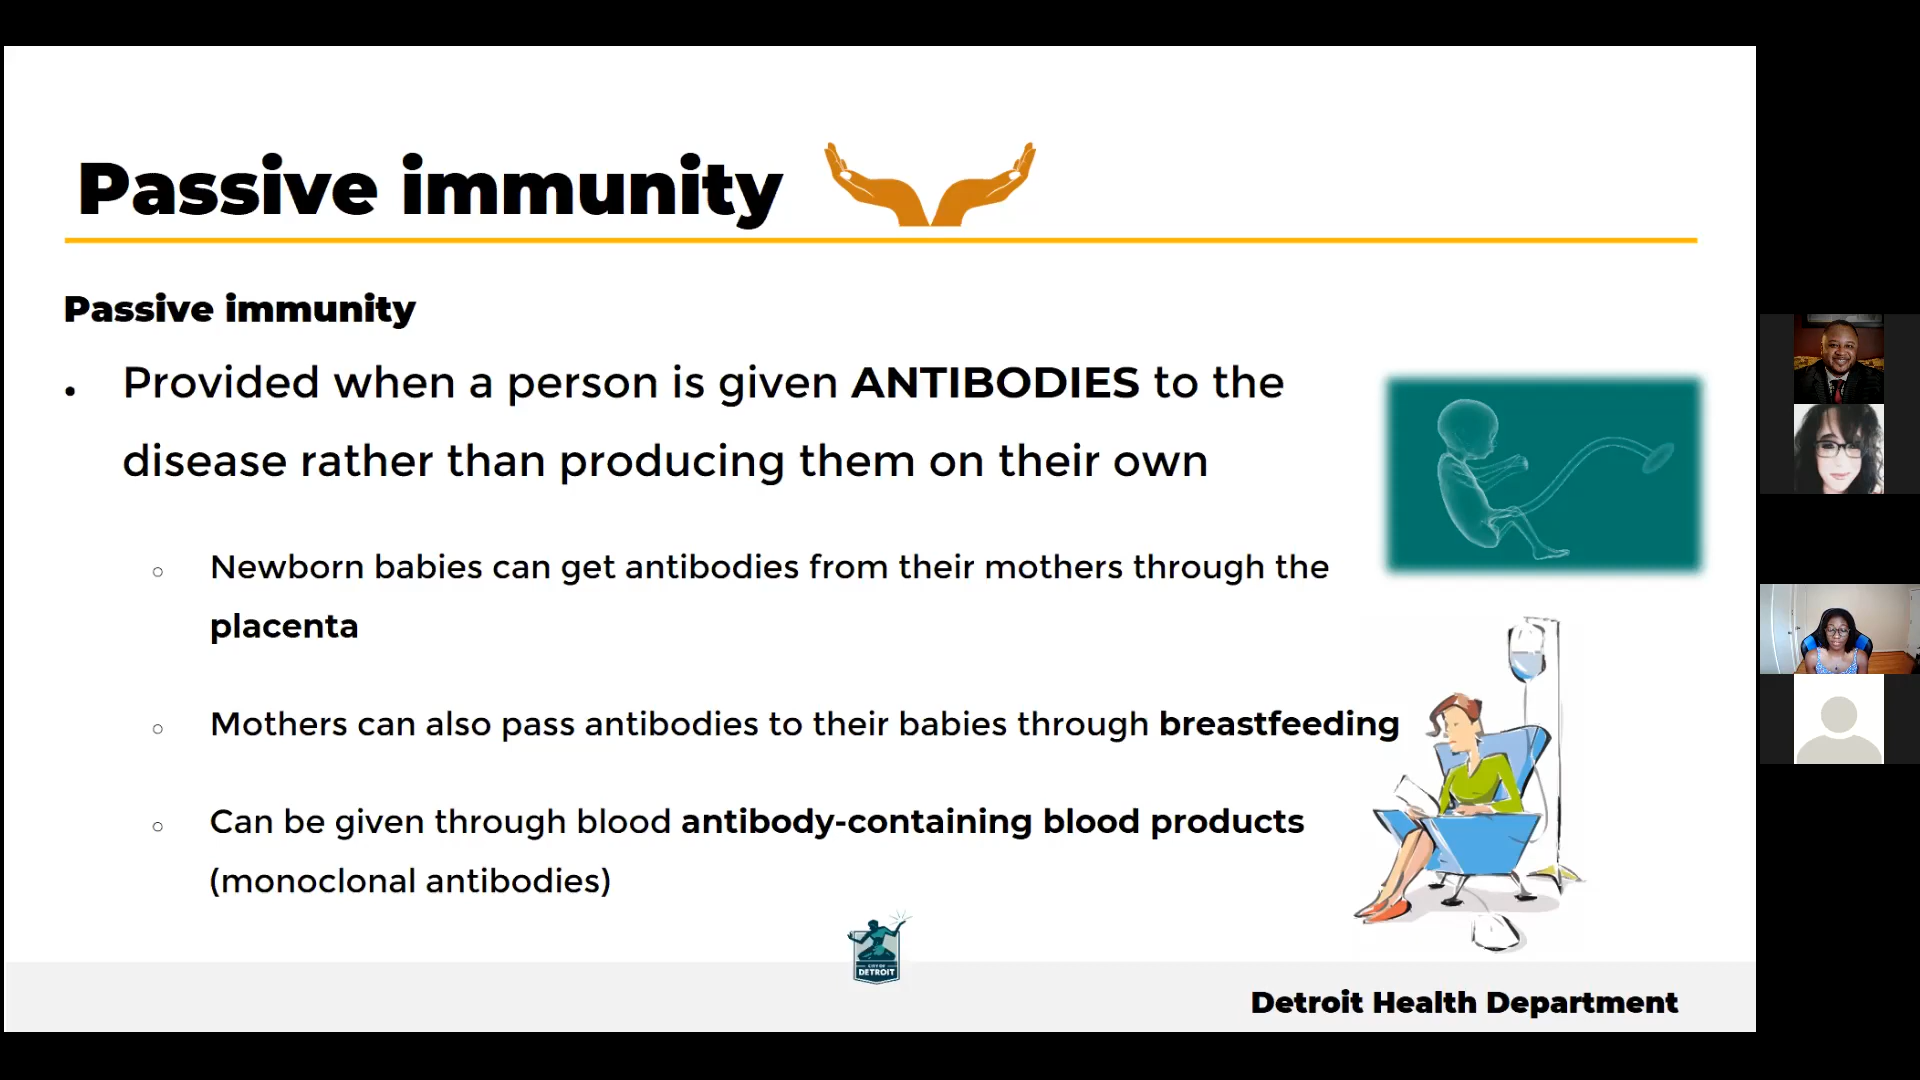 Passive immunity
Passive immunity
• Provided when a person is given ANTIBODIES to the
disease rather than producing them on their own
○ Newborn babies can get antibodies from their mothers through the
placenta
○ Mothers can also pass antibodies to their babies through breastfeeding
○ Can be given through blood antibody-containing blood products
(monoclonal antibodies)
CITY OF
DETROIT
Detroit Health Department